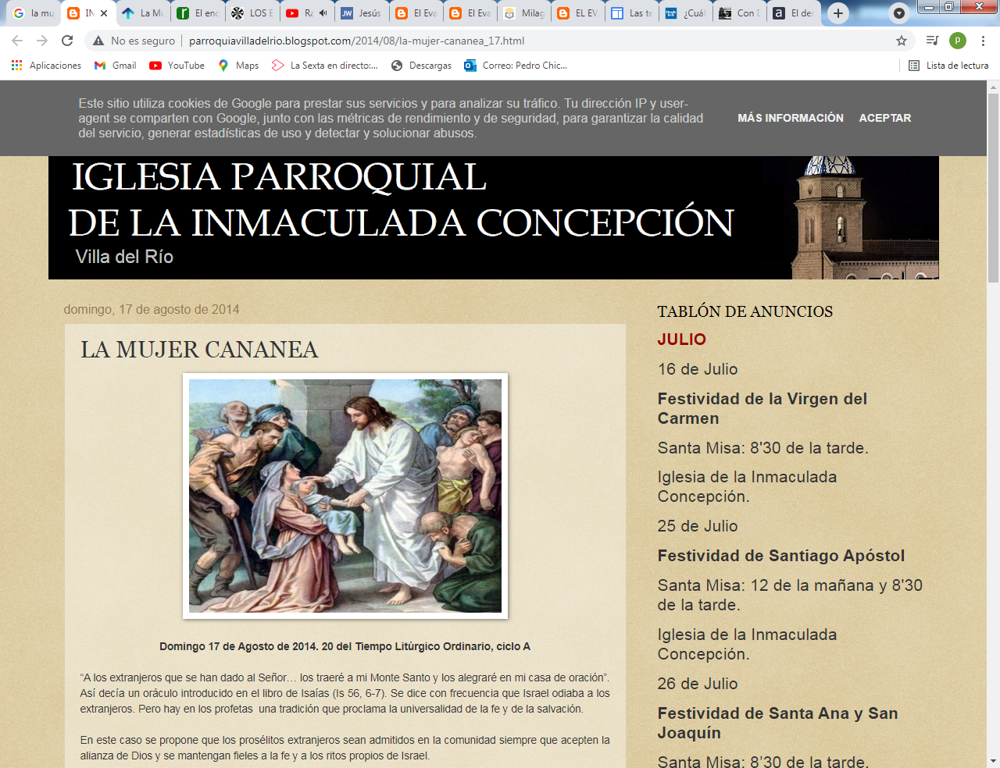 la mu
IN
La Mu
El enc
LOS E
Ra
Jesús
El Eva
El Eva
Milag
EL EV
Las te
¿Cuál
Con D
El der
No es seguro
parroquiavilladelrio.blogspot.com/2014/08/la-mujer-cananea_17.html
P
Aplicaciones
Gmail
YouTube
Maps
La Sexta en directo:...
Descargas
Correo: Pedro Chic...
Lista de lectura
Este sitio utiliza cookies de Google para prestar sus servicios y para analizar su tráfico. Tu dirección IP y user-
agent se comparten con Google, junto con las métricas de rendimiento y de seguridad, para garantizar la calidad
del servicio, generar estadísticas de uso y detectar y solucionar abusos.
MÁS INFORMACIÓN
ACEPTAR
IGLESIA PARROQUIAL
DE LA INMACULADA CONCEPCIÓN
Villa del Río
domingo, 17 de agosto de 2014
LA MUJER CANANEA
Domingo 17 de Agosto de 2014. 20 del Tiempo Litúrgico Ordinario, ciclo A
“A los extranjeros que se han dado al Señor… los traeré a mi Monte Santo y los alegraré en mi casa de oración”.
Así decía un oráculo introducido en el libro de Isaías (Is 56, 6-7). Se dice con frecuencia que Israel odiaba a los
extranjeros. Pero hay en los profetas  una tradición que proclama la universalidad de la fe y de la salvación.
En este caso se propone que los prosélitos extranjeros sean admitidos en la comunidad siempre que acepten la
alianza de Dios y se mantengan fieles a la fe y a los ritos propios de Israel.
TABLÓN DE ANUNCIOS
JULIO
16 de Julio
Festividad de la Virgen del
Carmen
Santa Misa: 8'30 de la tarde.
Iglesia de la Inmaculada
Concepción.
25 de Julio
Festividad de Santiago Apóstol
Santa Misa: 12 de la mañana y 8'30
de la tarde.
Iglesia de la Inmaculada
Concepción.
26 de Julio
Festividad de Santa Ana y San
Joaquín
Santa Misa: 8’30 de la tarde.